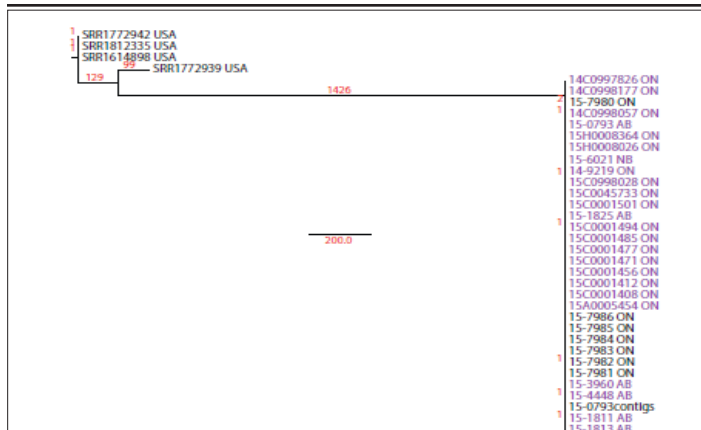 1
SRR1772942 USA
1
SRR1812335 USA
1
SRR1614898 USA
99
SRR1772939 USA
129
1426
14C0997826 ON
14C0998177 ON
2
15-7980 ON
1
14C0998057 ON
15-0793 AB
15H0008364 ON
15H0008026 ON
15-6021 NB
1
14-9219 ON
15C0998028 ON
15C0045733 ON
15C0001501 ON
15-1825 AB
1
15C0001494 ON
15C0001485 ON
200.0
15C0001477 ON
15C0001471 ON
15C0001456 ON
15C0001412 ON
15C0001408 ON
15A0005454 ON
15-7986 ON
15-7985 ON
15-7984 ON
15-7983 ON
1
15-7982 ON
15-7981 ON
15-3960 AB
1
15-4448 AB
15-0793contigs
1
15-1811 AB
15-1813 AB